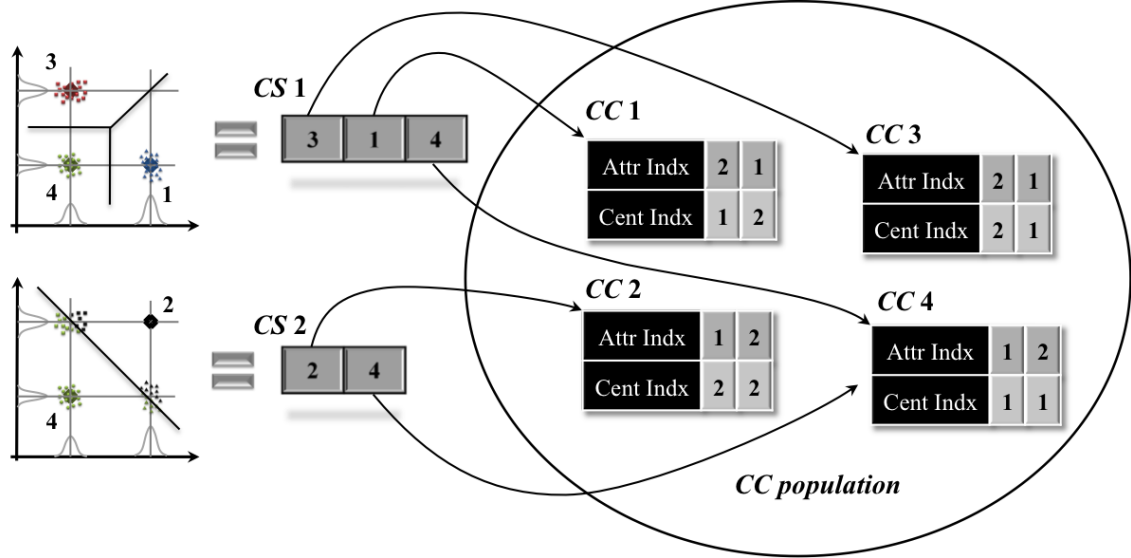 3
4
1
CS 1
3 1 4
CC 1
Attr Indx 2 1
Cent Indx 1 2
CC 3
Attr Indx 2 1
Cent Indx 2 1
2
4
CS 2
2 4
CC 2
Attr Indx 1 2
Cent Indx 2 2
CC 4
Attr Indx 1 2
Cent Indx 1 1
CC population